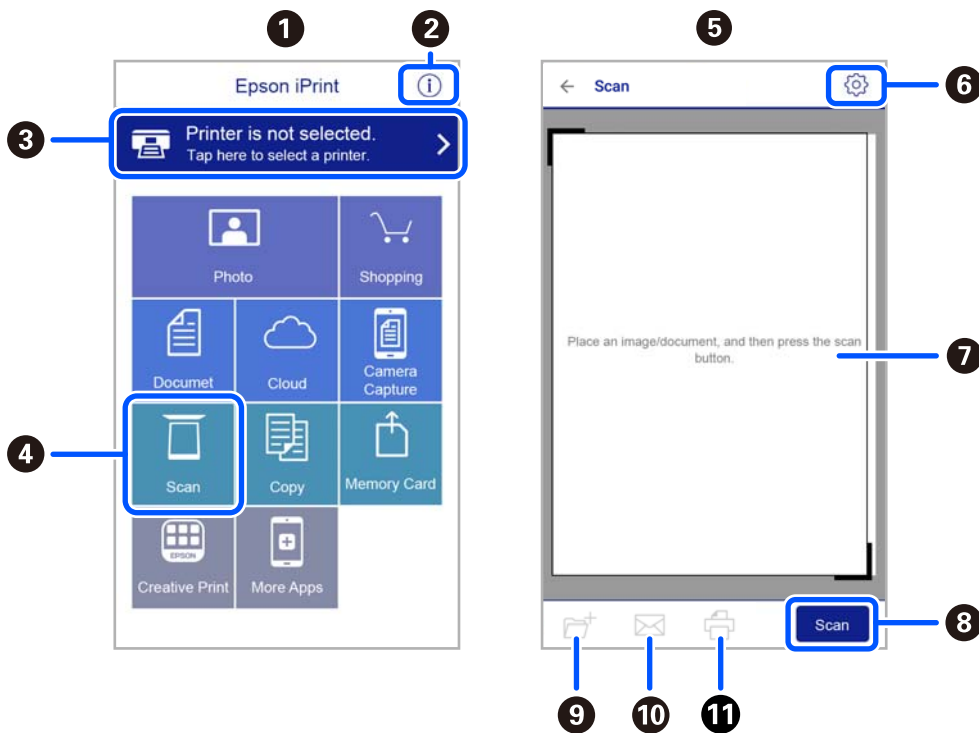 1
2
5
Epson iPrint
i
Scan
6
3
Printer is not selected.
Tap here to select a printer.
Photo
Shopping
Place an image/document, and then press the scan
button.
7
Documet
Cloud
Camera
Capture
4
Scan
Copy
Memory Card
EPSON
Creative Print
More Apps
Scan
8
9
10
11